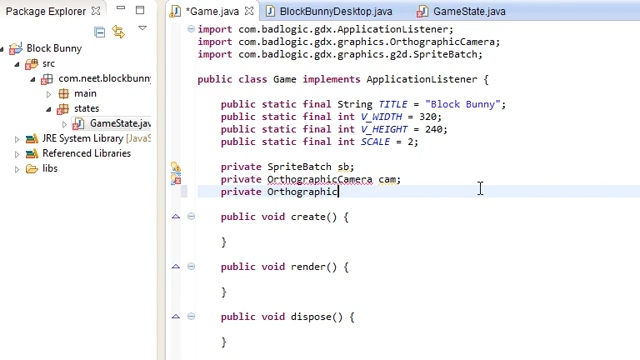 Package Explorer
Block Bunny
src
com.neet.blockbunny
main
states
GameState.java
JRE System Library [JavaS
Referenced Libraries
libs
*Game.java
BlockBunnyDesktop.java
GameState.java
import com.badlogic.gdx.ApplicationListener;
import com.badlogic.gdx.graphics.OrthographicCamera;
import com.badlogic.gdx.graphics.g2d.SpriteBatch;
public class Game implements ApplicationListener {
public static final String TITLE = "Block Bunny";
public static final int V_WIDTH = 320;
public static final int V_HEIGHT = 240;
public static final int SCALE = 2;
private SpriteBatch sb;
private OrthographicCamera cam;
private Orthographic
public void create() {
}
public void render() {
}
public void dispose() {
}